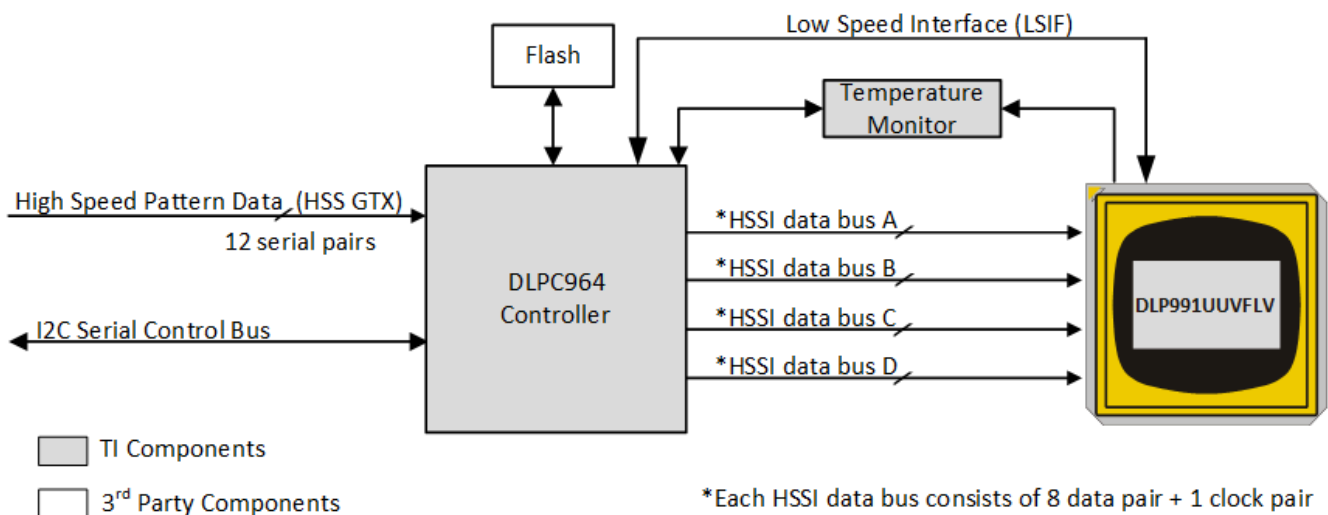 Low Speed Interface (LSIF)
Flash
Temperature
Monitor
High Speed Pattern Data (HSS GTX)
12 serial pairs
*HSSI data bus A
*HSSI data bus B
DLPC964
Controller
DLP991UUVFLV
*HSSI data bus C
I2C Serial Control Bus
*HSSI data bus D
TI Components
3rd Party Components
*Each HSSI data bus consists of 8 data pair + 1 clock pair